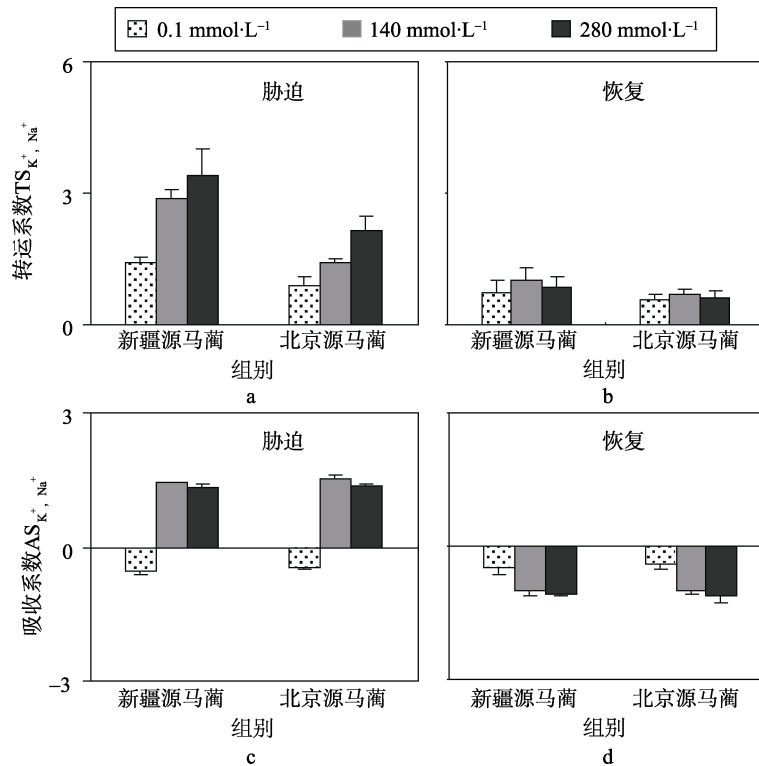 0.1 mmol·L⁻¹ 140 mmol·L⁻¹ 280 mmol·L⁻¹
胁迫
恢复
6
3
0
转运系数TS K⁺, Na⁺
新疆源马蔺 北京源马蔺
组别
a
新疆源马蔺 北京源马蔺
组别
b
胁迫
恢复
3
0
−3
吸收系数AS K⁺, Na⁺
新疆源马蔺 北京源马蔺
组别
c
新疆源马蔺 北京源马蔺
组别
d